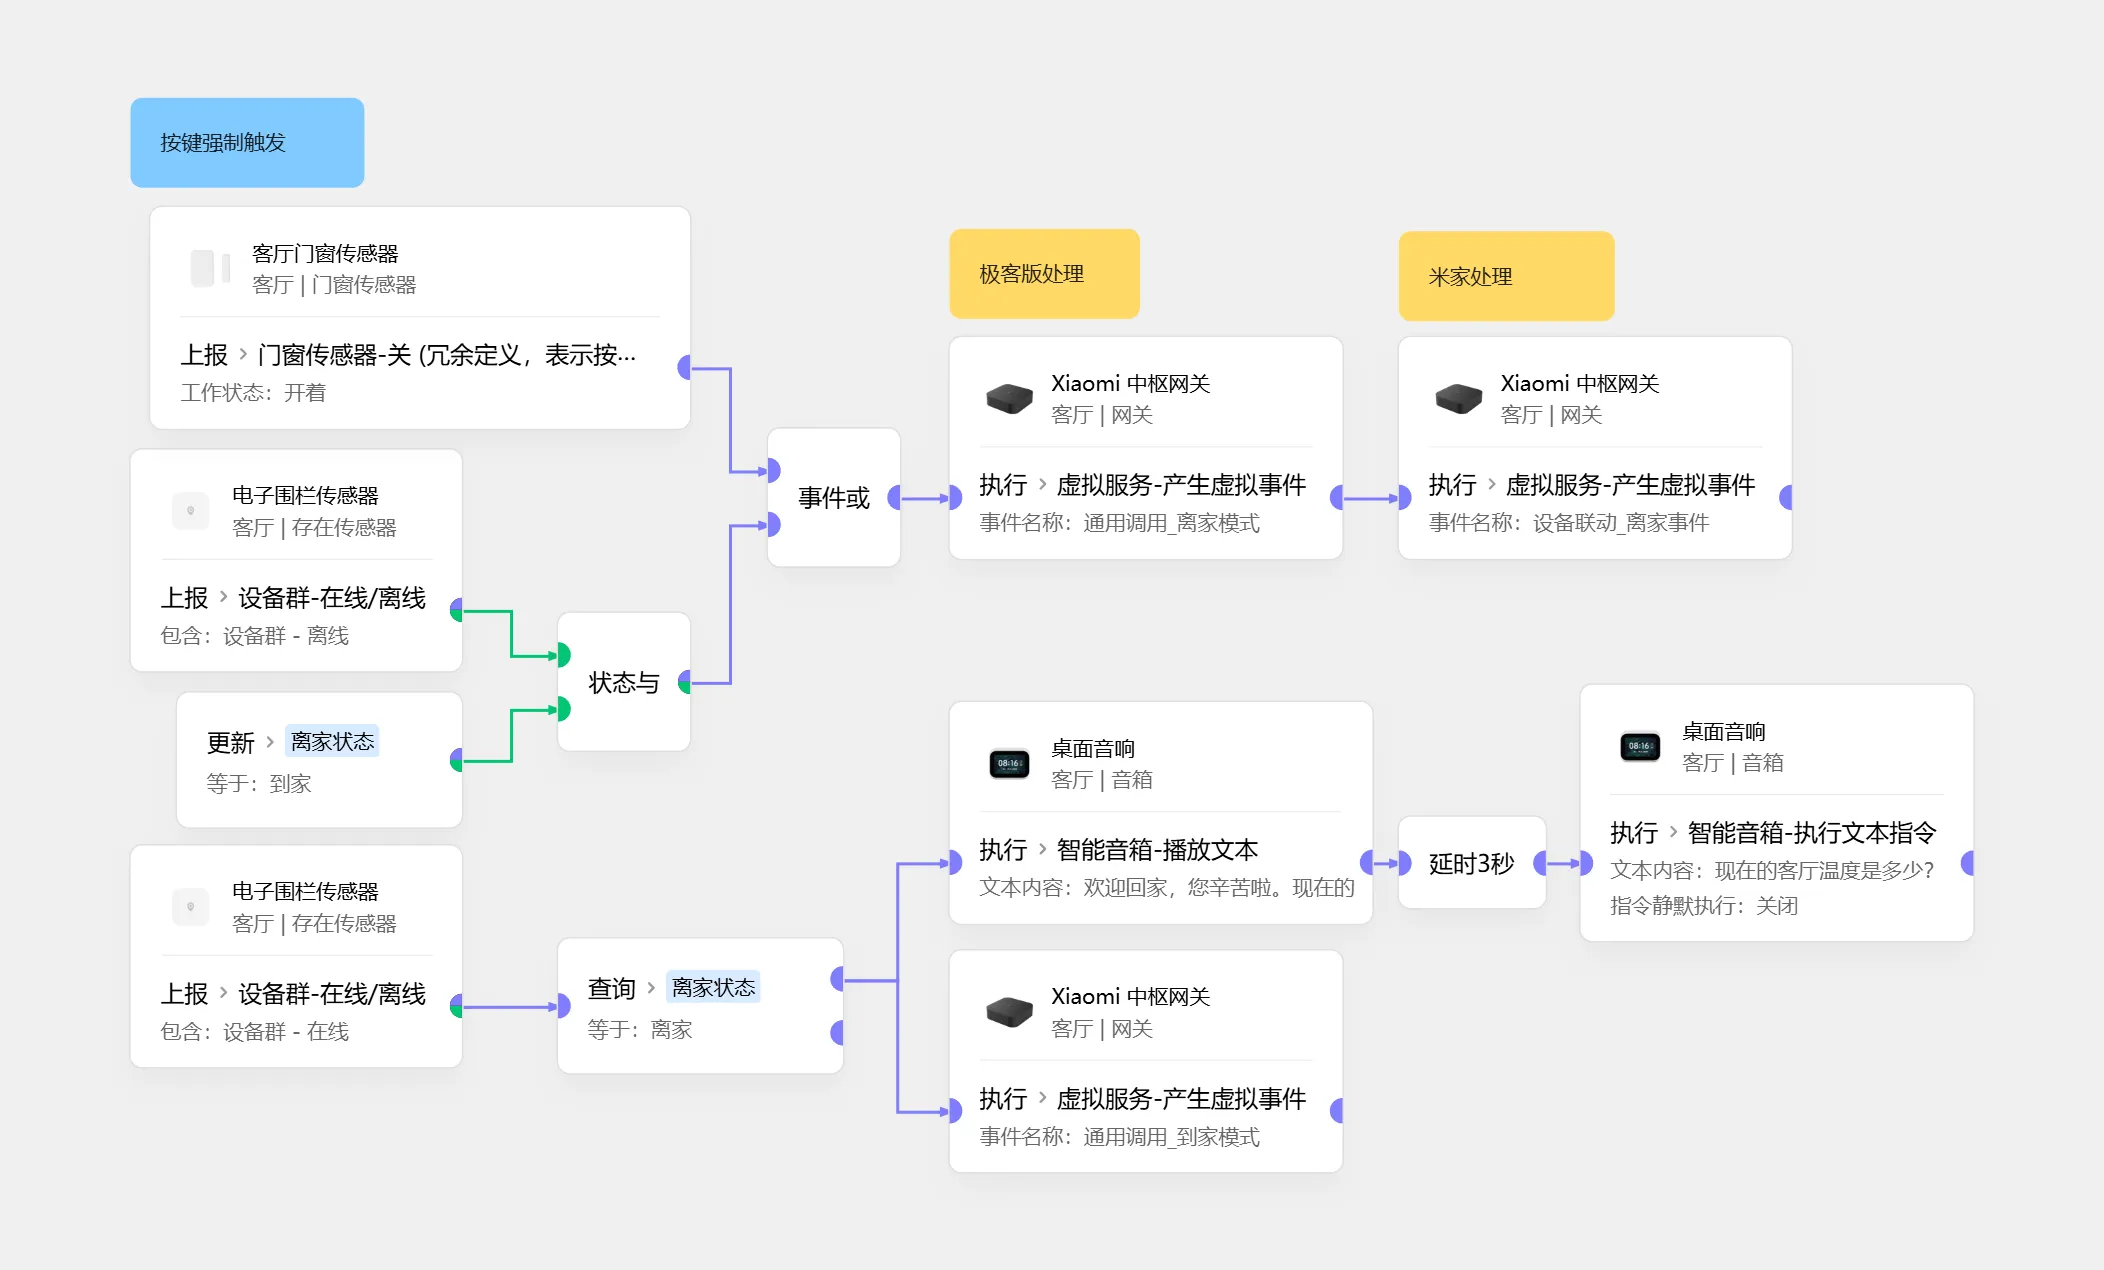 按键强制触发
客厅门窗传感器
客厅 | 门窗传感器
上报 > 门窗传感器-关 (冗余定义，表示按...
工作状态：开着
电子围栏传感器
客厅 | 存在传感器
上报 > 设备群-在线/离线
包含：设备群 - 离线
更新 > 离家状态
等于：到家
状态与
事件或
极客版处理
Xiaomi 中枢网关
客厅 | 网关
执行 > 虚拟服务-产生虚拟事件
事件名称：通用调用_离家模式
米家处理
Xiaomi 中枢网关
客厅 | 网关
执行 > 虚拟服务-产生虚拟事件
事件名称：设备联动_离家事件
电子围栏传感器
客厅 | 存在传感器
上报 > 设备群-在线/离线
包含：设备群 - 在线
查询 > 离家状态
等于：离家
08:16
桌面音响
客厅 | 音箱
执行 > 智能音箱-播放文本
文本内容：欢迎回家，您辛苦啦。现在的
延时3秒
08:16
桌面音响
客厅 | 音箱
执行 > 智能音箱-执行文本指令
文本内容：现在的客厅温度是多少？
指令静默执行：关闭
Xiaomi 中枢网关
客厅 | 网关
执行 > 虚拟服务-产生虚拟事件
事件名称：通用调用_到家模式